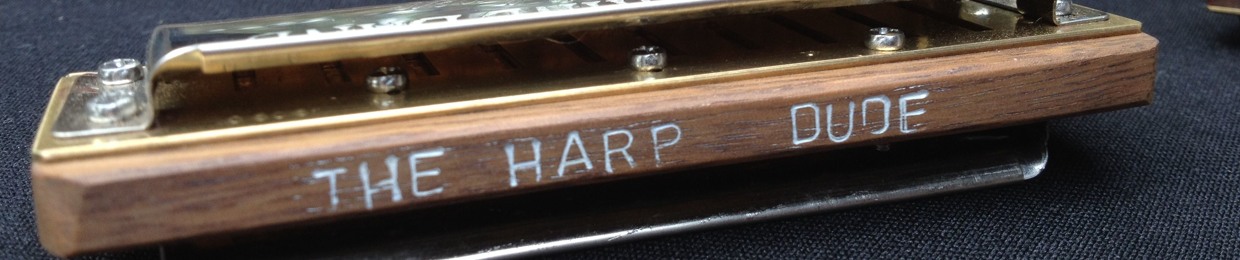 THE HARP DUDE